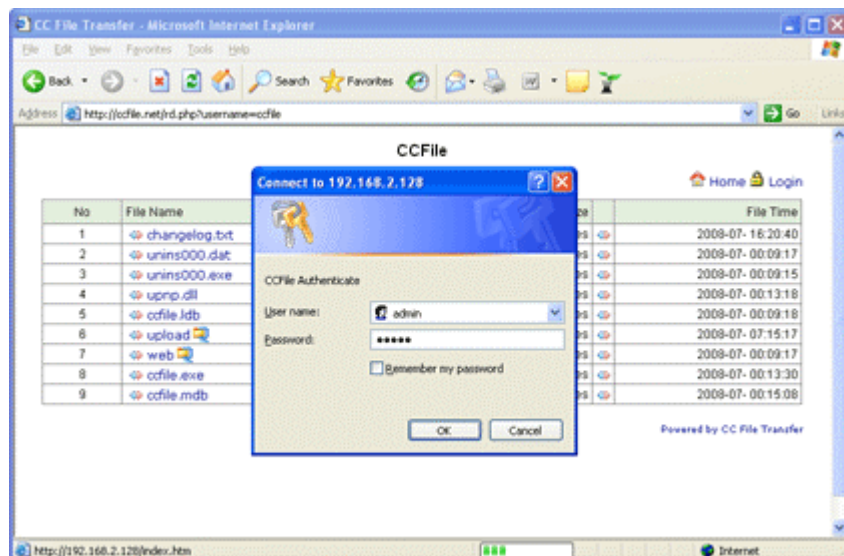 CC File Transfer - Microsoft Internet Explorer
File Edit View Favorites Tools Help
Back Search Favorites
Address http://ccfile.net/rd.php?username=ccfile Go Links
CCFile
Home Login
No File Name File Time
1 changelog.txt 2008-07- 16:20:40
2 unins000.dat 2008-07- 00:09:17
3 unins000.exe 2008-07- 00:09:15
4 upnp.dll 2008-07- 00:13:18
5 ccfile.ldb 2008-07- 00:09:18
6 upload 2008-07- 07:15:17
7 web 2008-07- 00:09:17
8 ccfile.exe 2008-07- 00:13:30
9 ccfile.mdb 2008-07- 00:15:08
Connect to 192.168.2.128
CCFile Authenticate
User name: admin
Password: •••••
Remember my password
OK Cancel
Powered by CC File Transfer
http://192.168.2.128/index.htm Internet